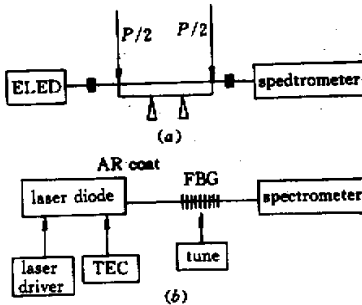 P/2 P/2
ELED
spedtrometer
(a)
AR coat
FBG
laser diode
spectrometer
laser driver
TEC
tune
(b)